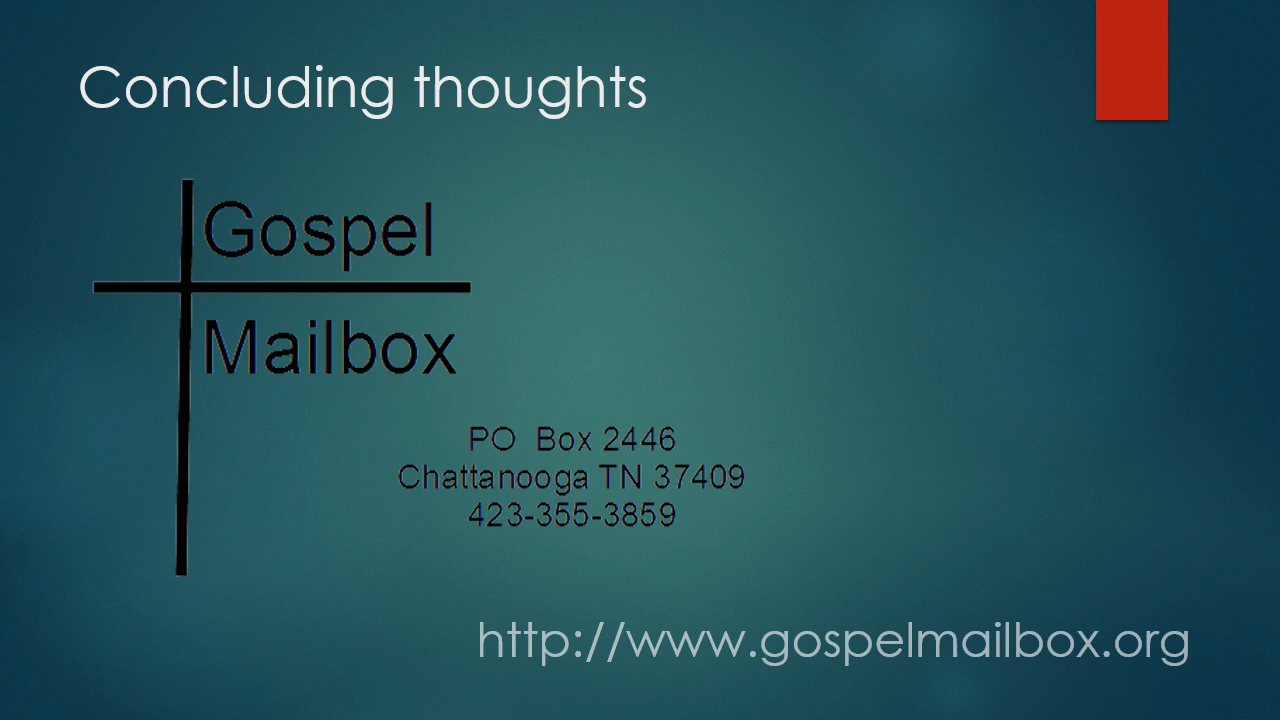 Concluding thoughts
Gospel
Mailbox
PO Box 2446
Chattanooga TN 37409
423-355-3859
http://www.gospelmailbox.org